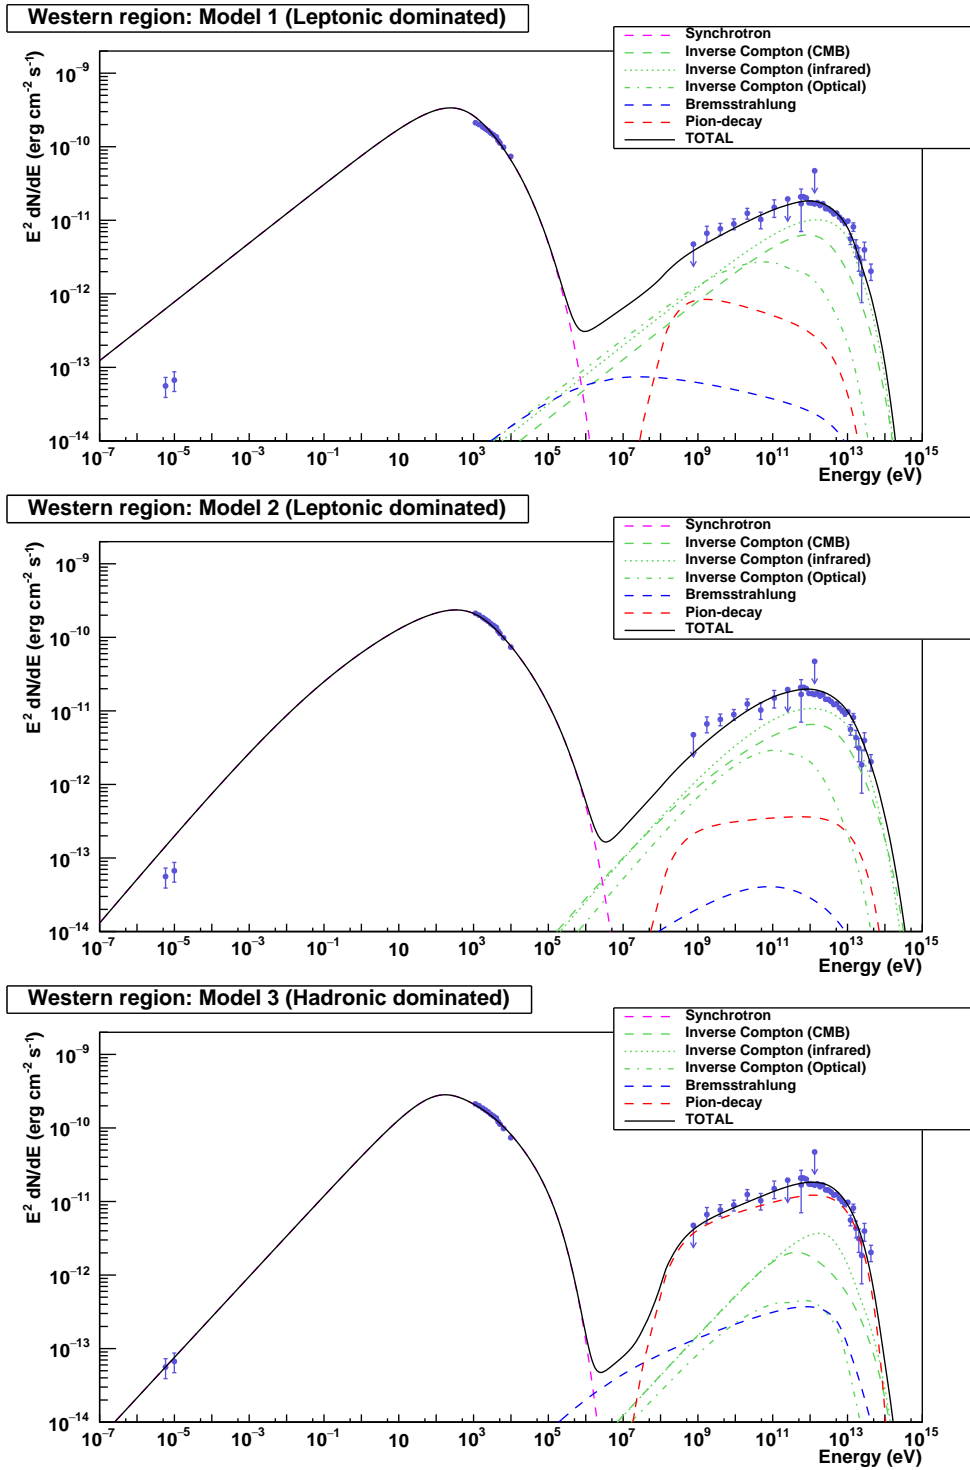 Western region: Model 1 (Leptonic dominated)
Synchrotron
Inverse Compton (CMB)
Inverse Compton (infrared)
Inverse Compton (Optical)
Bremsstrahlung
Pion-decay
TOTAL
E² dN/dE (erg cm⁻² s⁻¹)
10⁻⁹
10⁻¹⁰
10⁻¹¹
10⁻¹²
10⁻¹³
10⁻¹⁴
10⁻⁷ 10⁻⁵ 10⁻³ 10⁻¹ 10 10³ 10⁵ 10⁷ 10⁹ 10¹¹ 10¹³ 10¹⁵
Energy (eV)
Western region: Model 2 (Leptonic dominated)
Synchrotron
Inverse Compton (CMB)
Inverse Compton (infrared)
Inverse Compton (Optical)
Bremsstrahlung
Pion-decay
TOTAL
E² dN/dE (erg cm⁻² s⁻¹)
10⁻⁹
10⁻¹⁰
10⁻¹¹
10⁻¹²
10⁻¹³
10⁻¹⁴
10⁻⁷ 10⁻⁵ 10⁻³ 10⁻¹ 10 10³ 10⁵ 10⁷ 10⁹ 10¹¹ 10¹³ 10¹⁵
Energy (eV)
Western region: Model 3 (Hadronic dominated)
Synchrotron
Inverse Compton (CMB)
Inverse Compton (infrared)
Inverse Compton (Optical)
Bremsstrahlung
Pion-decay
TOTAL
E² dN/dE (erg cm⁻² s⁻¹)
10⁻⁹
10⁻¹⁰
10⁻¹¹
10⁻¹²
10⁻¹³
10⁻¹⁴
10⁻⁷ 10⁻⁵ 10⁻³ 10⁻¹ 10 10³ 10⁵ 10⁷ 10⁹ 10¹¹ 10¹³ 10¹⁵
Energy (eV)